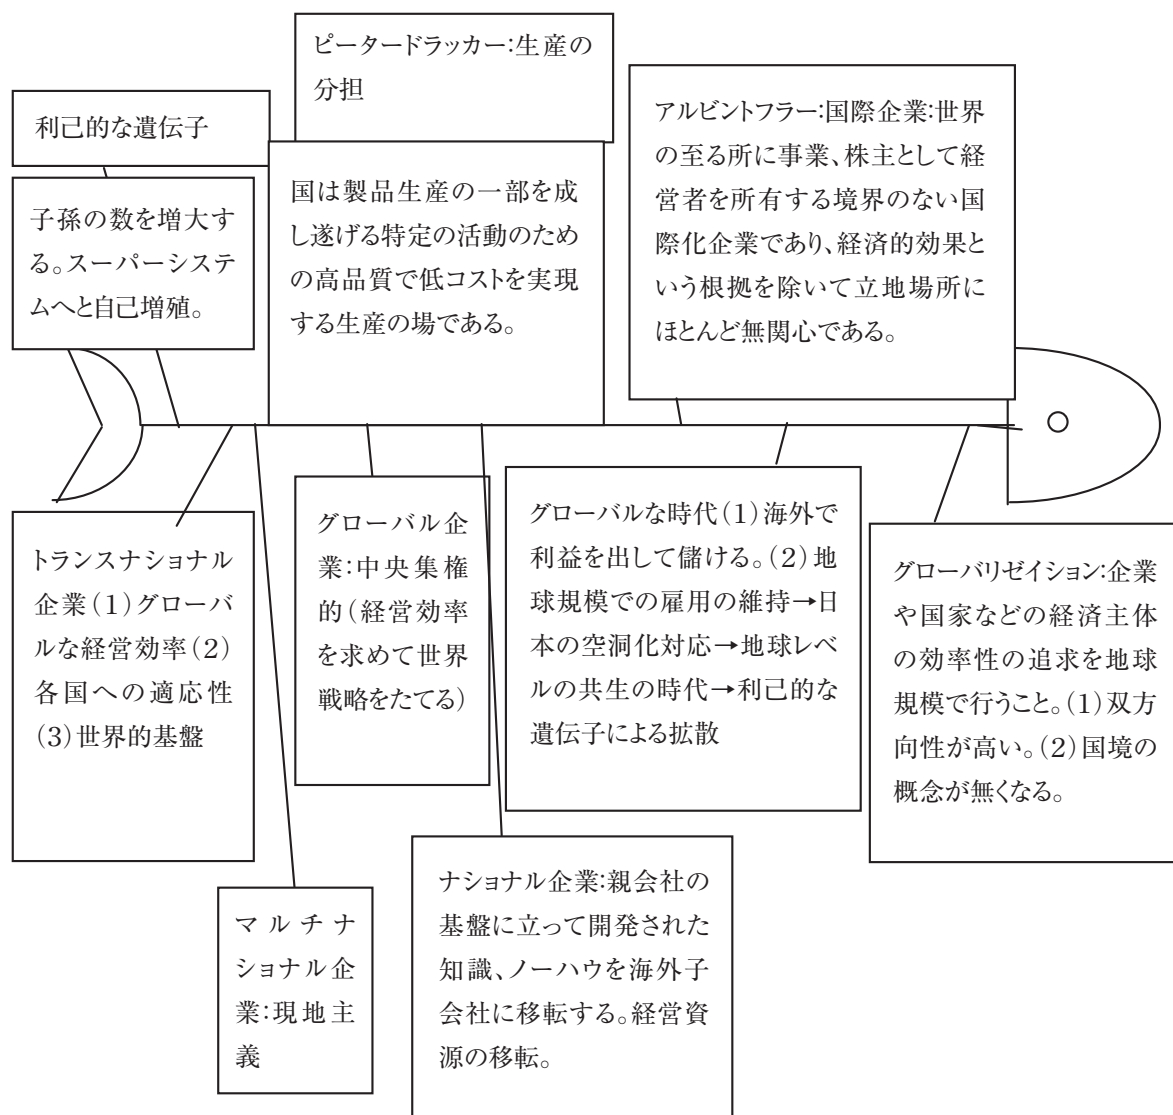 ピータードラッカー:生産の
分担
利己的な遺伝子
子孫の数を増大す
る。スーパーシステ
ムへと自己増殖。
国は製品生産の一部を成
し遂げる特定の活動のため
の高品質で低コストを実現
する生産の場である。
アルビントフラー:国際企業:世界
の至る所に事業、株主として経
営者を所有する境界のない国
際化企業であり、経済的効果と
いう根拠を除いて立地場所に
ほとんど無関心である。
トランスナショナル
企業(1)グローバ
ルな経営効率(2)
各国への適応性
(3)世界的基盤
グローバル企
業:中央集権
的(経営効率
を求めて世界
戦略をたてる)
グローバルな時代(1)海外で
利益を出して儲ける。(2)地
球規模での雇用の維持→日
本の空洞化対応→地球レベ
ルの共生の時代→利己的な
遺伝子による拡散
グローバリゼイション:企業
や国家などの経済主体
の効率性の追求を地球
規模で行うこと。(1)双方
向性が高い。(2)国境の
概念が無くなる。
マルチナ
ショナル企
業:現地主
義
ナショナル企業:親会社の
基盤に立って開発された
知識、ノーハウを海外子
会社に移転する。経営資
源の移転。